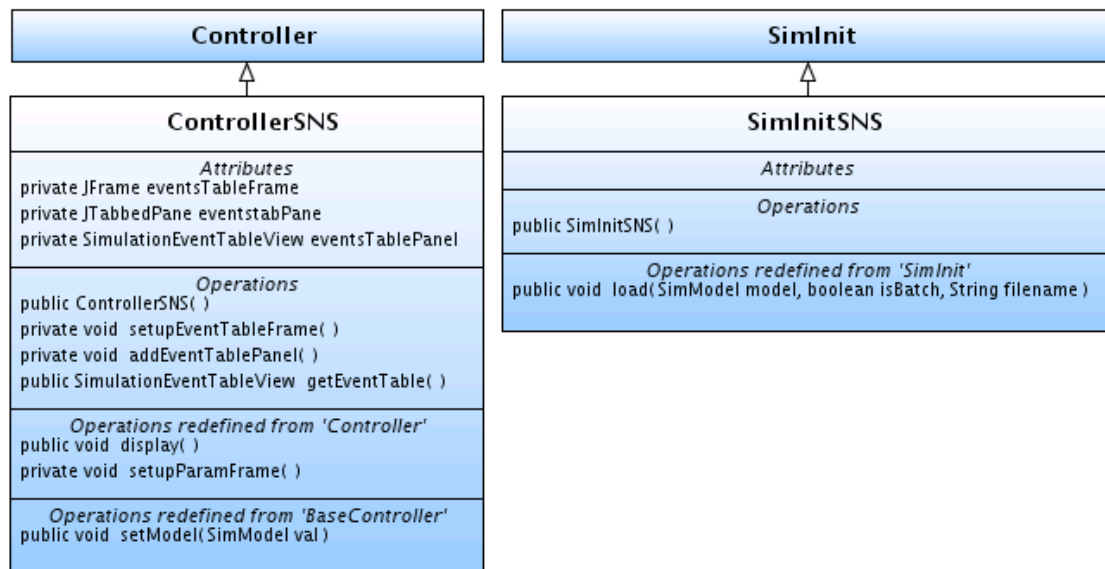 Controller
ControllerSNS
Attributes
private JFrame eventsTableFrame
private JTabbedPane eventstabPane
private SimulationEventTableView eventsTablePanel
Operations
public ControllerSNS( )
private void setupEventTableFrame( )
private void addEventTablePanel( )
public SimulationEventTableView getEventTable( )
Operations redefined from 'Controller'
public void display( )
private void setupParamFrame( )
Operations redefined from 'BaseController'
public void setModel(SimModel val)
SimInit
SimInitSNS
Attributes
Operations
public SimInitSNS( )
Operations redefined from 'SimInit'
public void load(SimModel model, boolean isBatch, String filename)